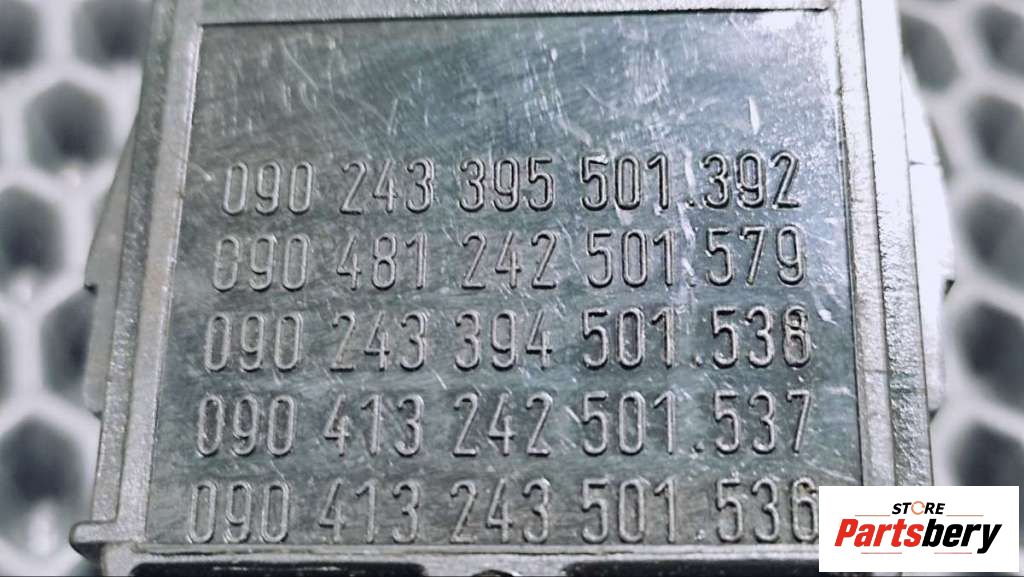 090 243 395 501.392
090 481 242 501.579
090 243 394 501.538
090 413 242 501.537
090 413 243 501.536
STORE
Partsbery